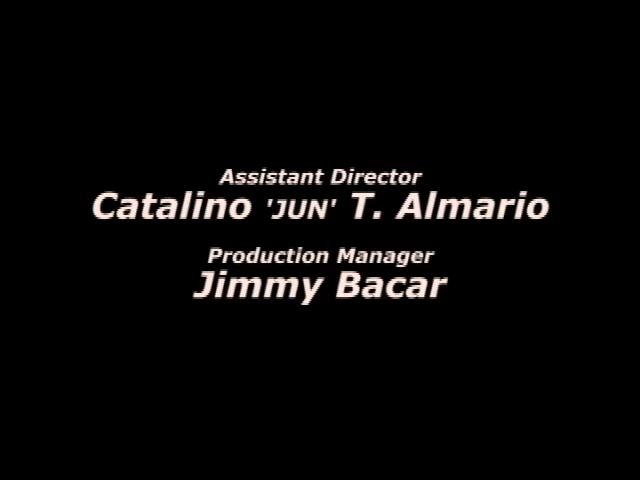 Assistant Director
Catalino 'JUN' T. Almario
Production Manager
Jimmy Bacar